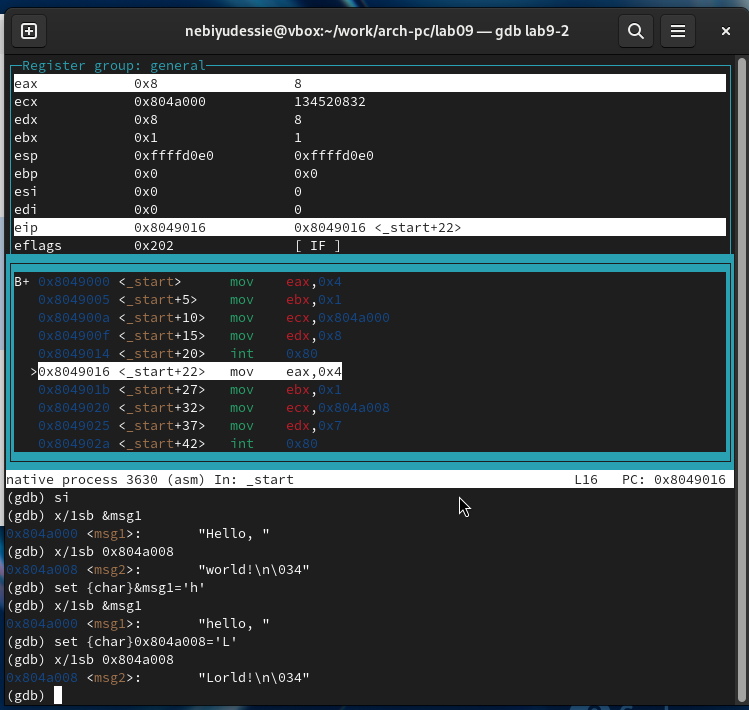 nebiyudessie@vbox:~/work/arch-pc/lab09 — gdb lab9-2
Register group: general
eax 0x8 8
ecx 0x804a000 134520832
edx 0x8 8
ebx 0x1 1
esp 0xffffd0e0 0xffffd0e0
ebp 0x0 0x0
esi 0x0 0
edi 0x0 0
eip 0x8049016 0x8049016 <_start+22>
eflags 0x202 [ IF ]
B+ 0x8049000 <_start> mov eax,0x4
0x8049005 <_start+5> mov ebx,0x1
0x804900a <_start+10> mov ecx,0x804a000
0x804900f <_start+15> mov edx,0x8
0x8049014 <_start+20> int 0x80
>0x8049016 <_start+22> mov eax,0x4
0x804901b <_start+27> mov ebx,0x1
0x8049020 <_start+32> mov ecx,0x804a008
0x8049025 <_start+37> mov edx,0x7
0x804902a <_start+42> int 0x80
native process 3630 (asm) In: _start L16 PC: 0x8049016
(gdb) si
(gdb) x/1sb &msg1
0x804a000 <msg1>: "Hello, "
(gdb) x/1sb 0x804a008
0x804a008 <msg2>: "world!\n\034"
(gdb) set {char}&msg1='h'
(gdb) x/1sb &msg1
0x804a000 <msg1>: "hello, "
(gdb) set {char}0x804a008='L'
(gdb) x/1sb 0x804a008
0x804a008 <msg2>: "Lorld!\n\034"
(gdb)